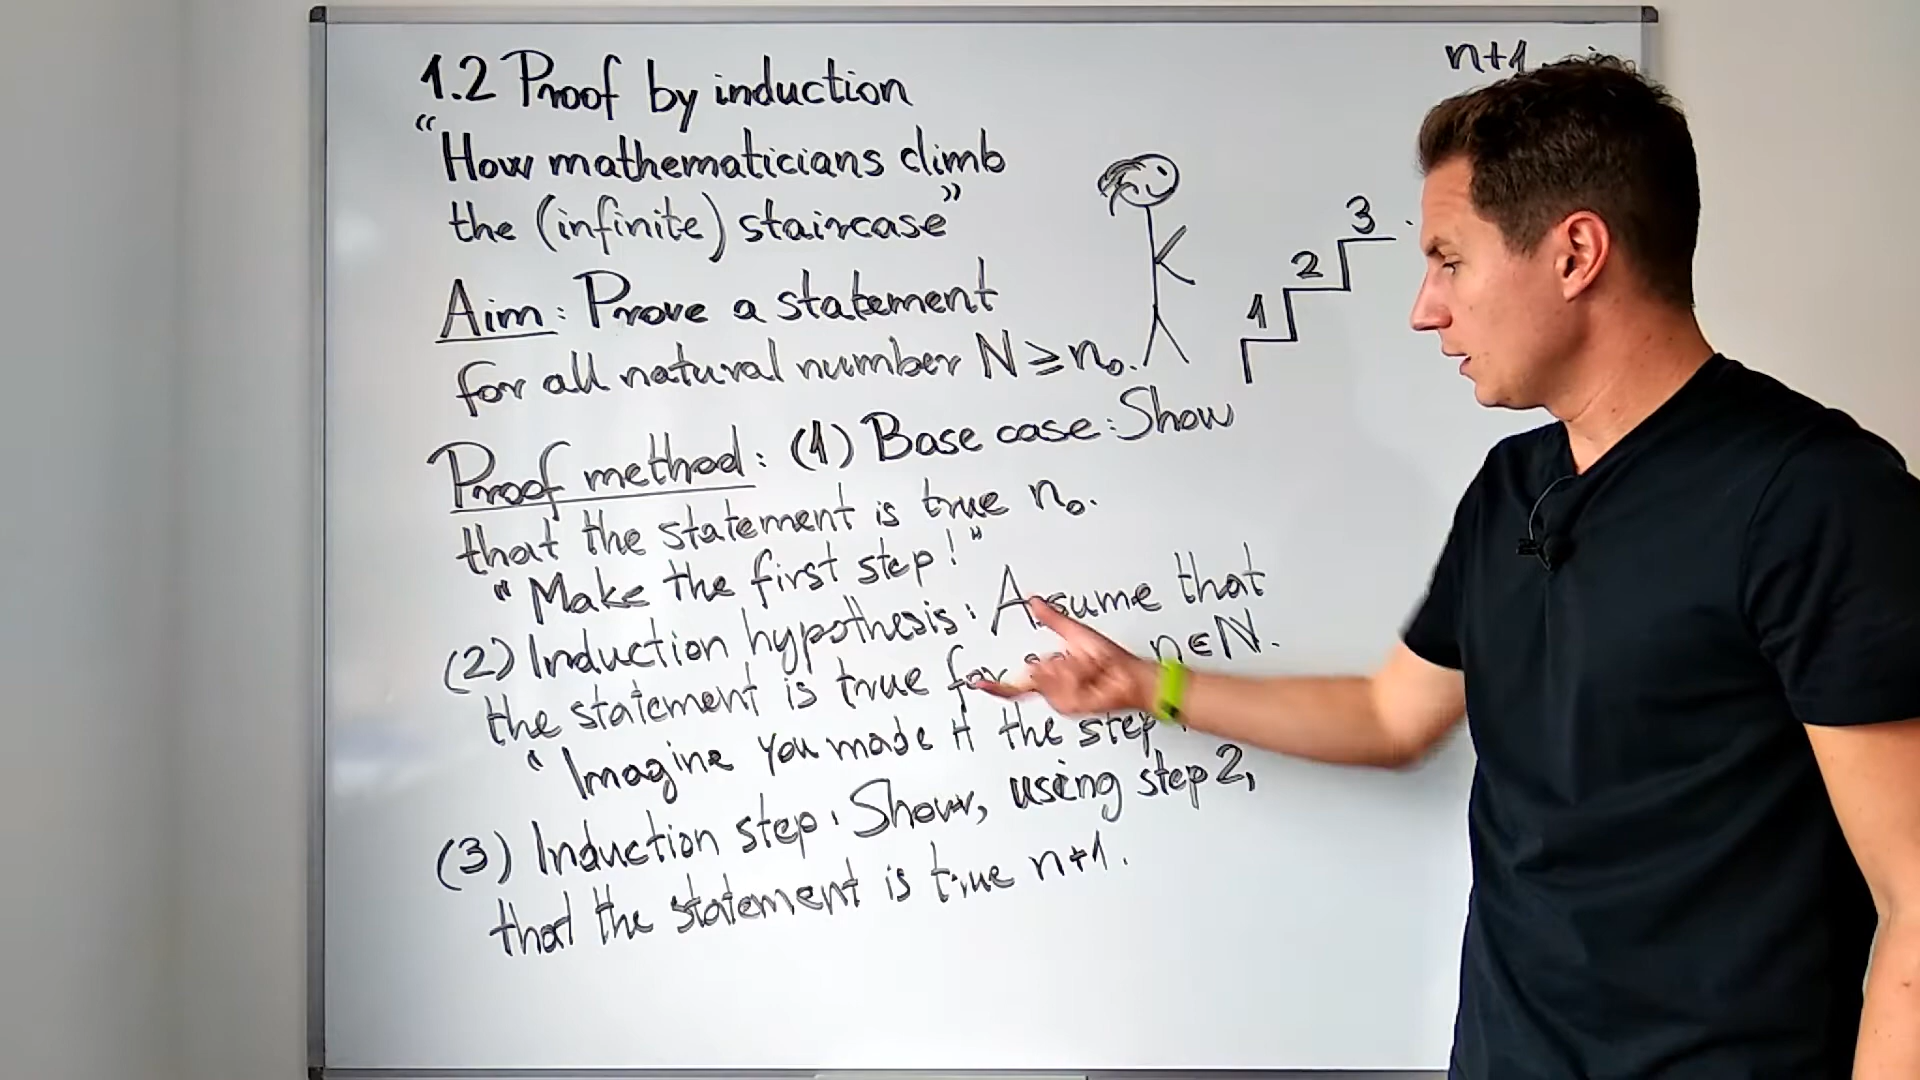 1.2 Proof by induction
"How mathematicians climb
the (infinite) staircase"
Aim: Prove a statement
for all natural number N ≥ n₀.
Proof method: (1) Base case: Show
that the statement is true n₀.
"Make the first step!"
(2) Induction hypothesis: Assume that
the statement is true for n ∈ N.
"Imagine you made it the step
(3) Induction step: Show, using step 2,
that the statement is true n+1.
n+1
3
2
1